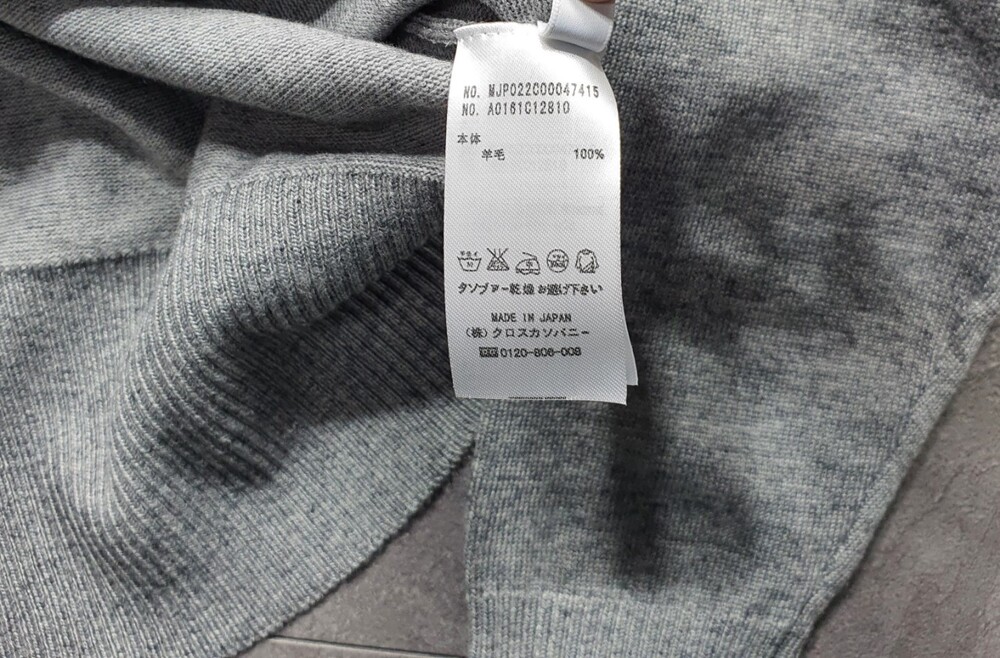 NO. MJP022C00047415
NO. A0161C12810
本体
羊毛 100%
タンブラー乾燥お避け下さい
MADE IN JAPAN
(株)クロスカンパニー
0120-806-008